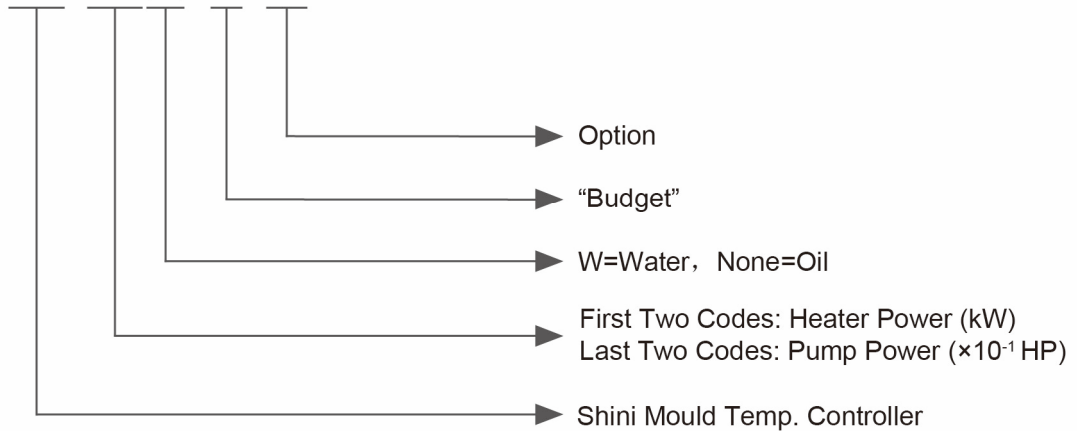 Option
“Budget”
W=Water，None=Oil
First Two Codes: Heater Power (kW)
Last Two Codes: Pump Power (×10⁻¹ HP)
Shini Mould Temp. Controller